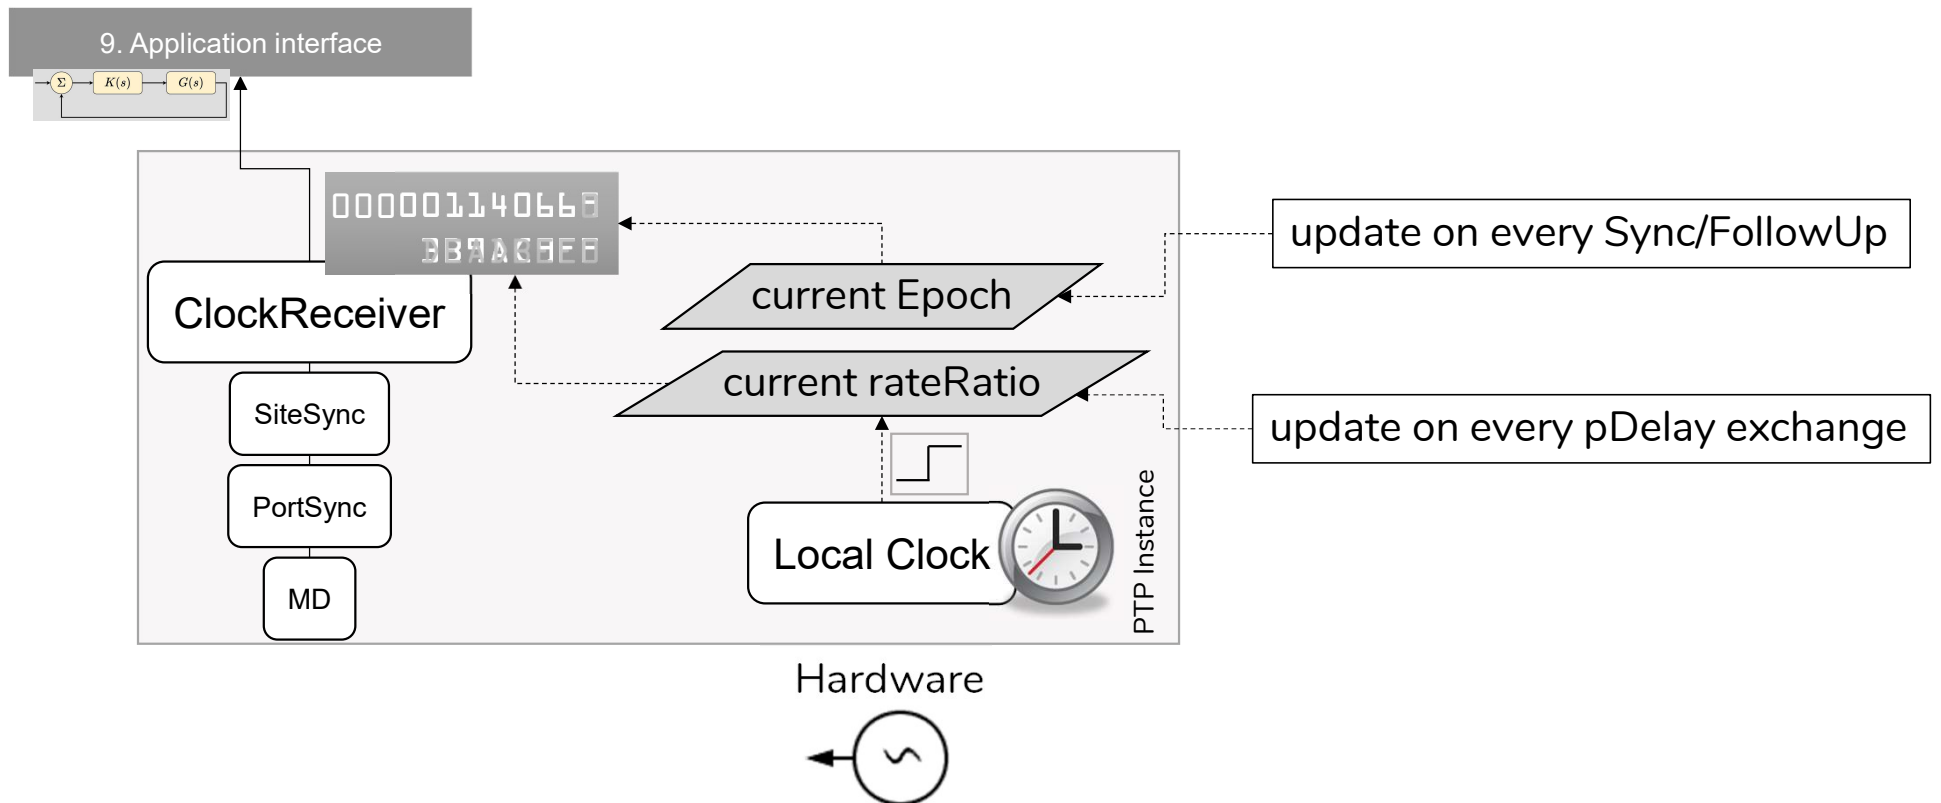 9. Application interface
Σ
K(s)
G(s)
update on every Sync/FollowUp
current Epoch
ClockReceiver
current rateRatio
SiteSync
update on every pDelay exchange
PortSync
Local Clock
PTP Instance
MD
Hardware